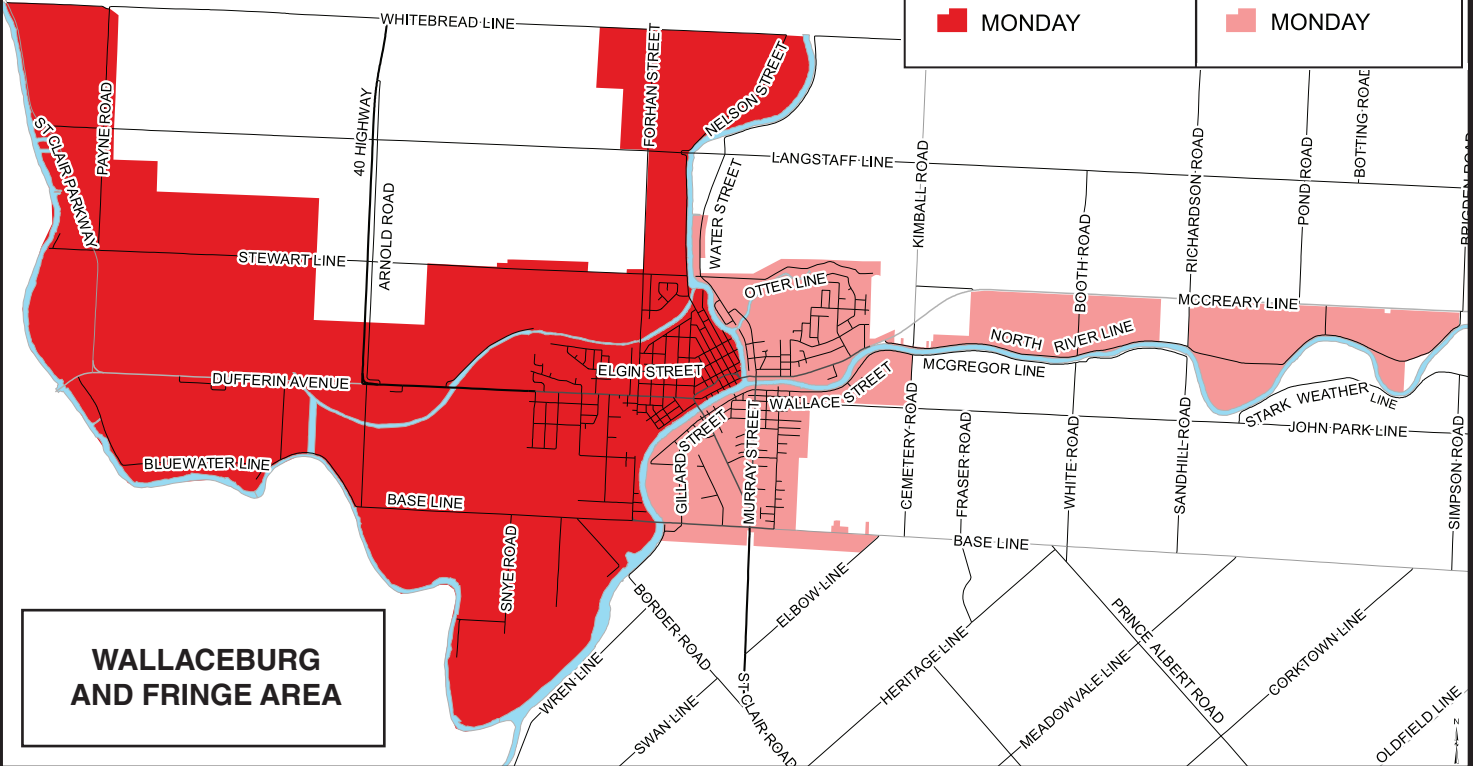 MONDAY
MONDAY
WHITEBREAD LINE
FORHAN STREET
NELSON STREET
PAYNE ROAD
40 HIGHWAY
ST CLAIR PARKWAY
LANGSTAFF LINE
KIMBALL ROAD
RICHARDSON ROAD
POND ROAD
BOTTING ROAD
BRIGDEN ROAD
WATER STREET
ARNOLD ROAD
STEWART LINE
OTTER LINE
BOOTH ROAD
MCCREARY LINE
NORTH RIVER LINE
ELGIN STREET
MCGREGOR LINE
DUFFERIN AVENUE
WALLACE STREET
STARK WEATHER LINE
JOHN PARK LINE
GILLARD STREET
MURRAY STREET
CEMETERY ROAD
FRASER ROAD
WHITE ROAD
SANDHILL ROAD
SIMPSON ROAD
BLUEWATER LINE
BASE LINE
BASE LINE
SNYE ROAD
BORDER ROAD
ELBOW LINE
PRINCE ALBERT ROAD
WREN LINE
SWAN LINE
ST CLAIR ROAD
HERITAGE LINE
MEADOWVALE LINE
CORKTOWN LINE
OLDFIELD LINE
WALLACEBURG
AND FRINGE AREA
N